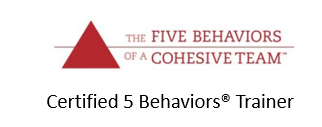 THE FIVE BEHAVIORS
OF A COHESIVE TEAM™
Certified 5 Behaviors® Trainer